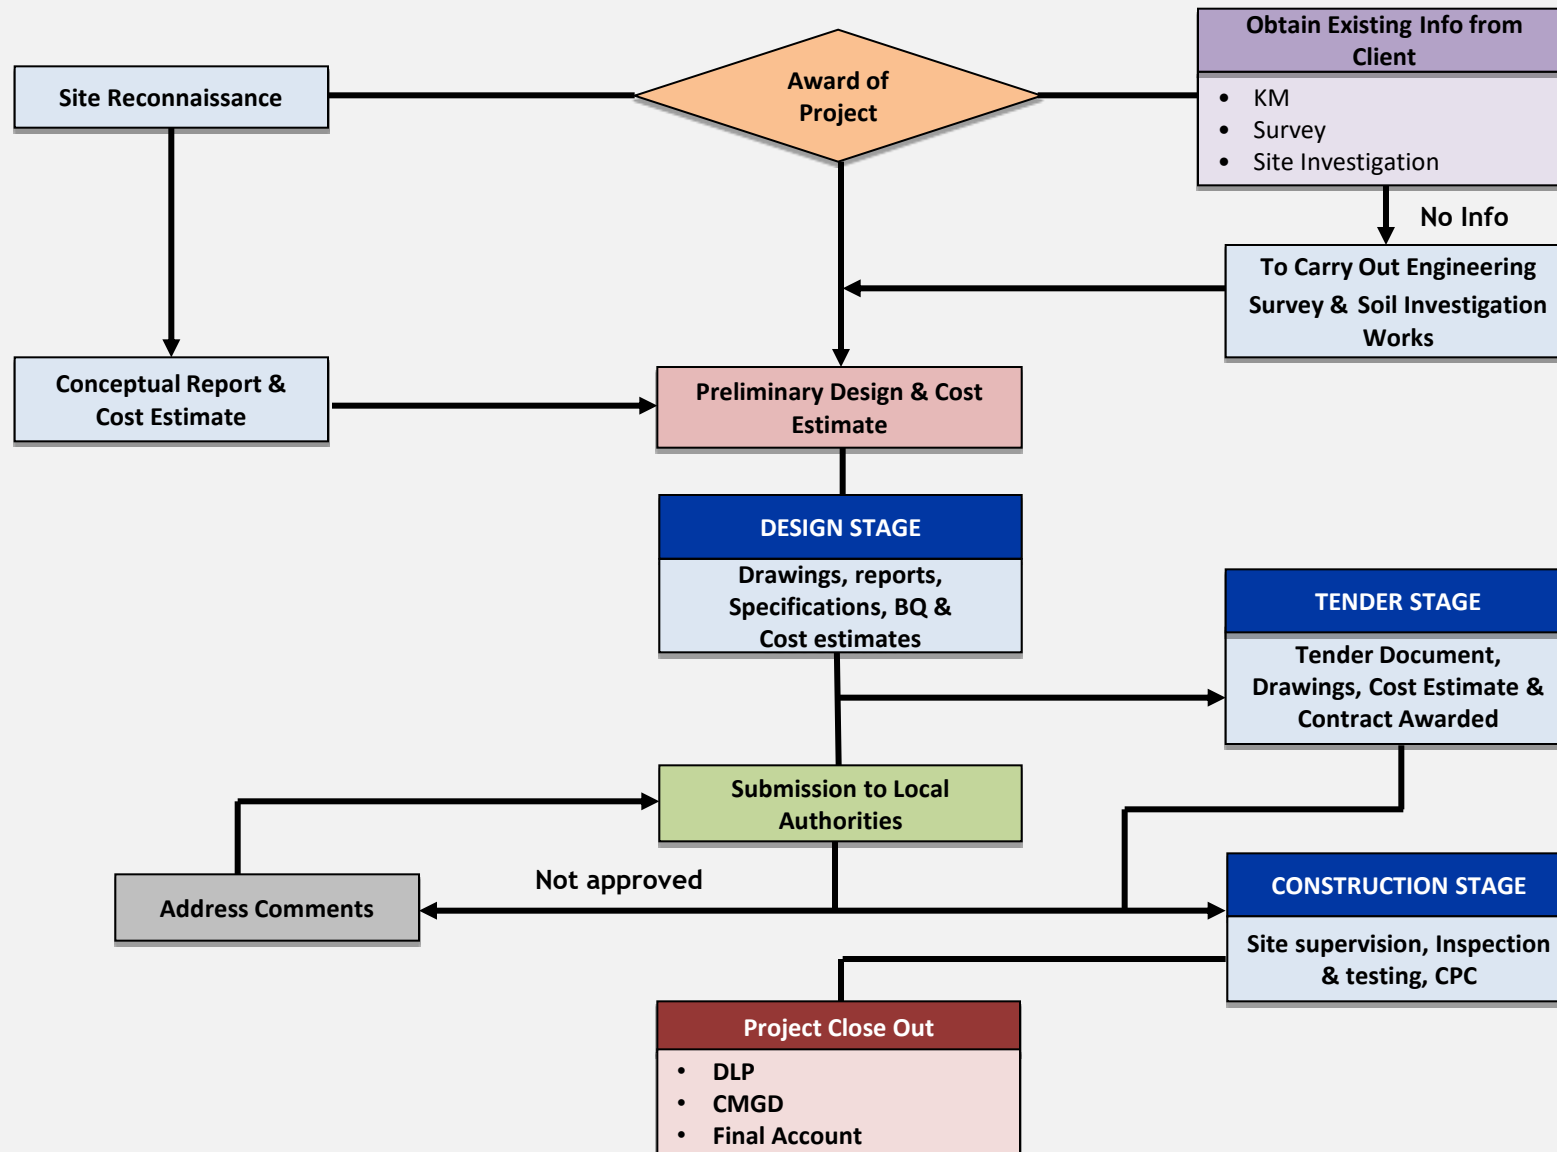 Obtain Existing Info from
Client
Site Reconnaissance
Award of
Project
• KM
• Survey
• Site Investigation
No Info
To Carry Out Engineering
Survey & Soil Investigation
Works
Conceptual Report &
Cost Estimate
Preliminary Design & Cost
Estimate
DESIGN STAGE
Drawings, reports,
Specifications, BQ &
Cost estimates
TENDER STAGE
Tender Document,
Drawings, Cost Estimate &
Contract Awarded
Submission to Local
Authorities
Not approved
Address Comments
CONSTRUCTION STAGE
Site supervision, Inspection
& testing, CPC
Project Close Out
• DLP
• CMGD
• Final Account